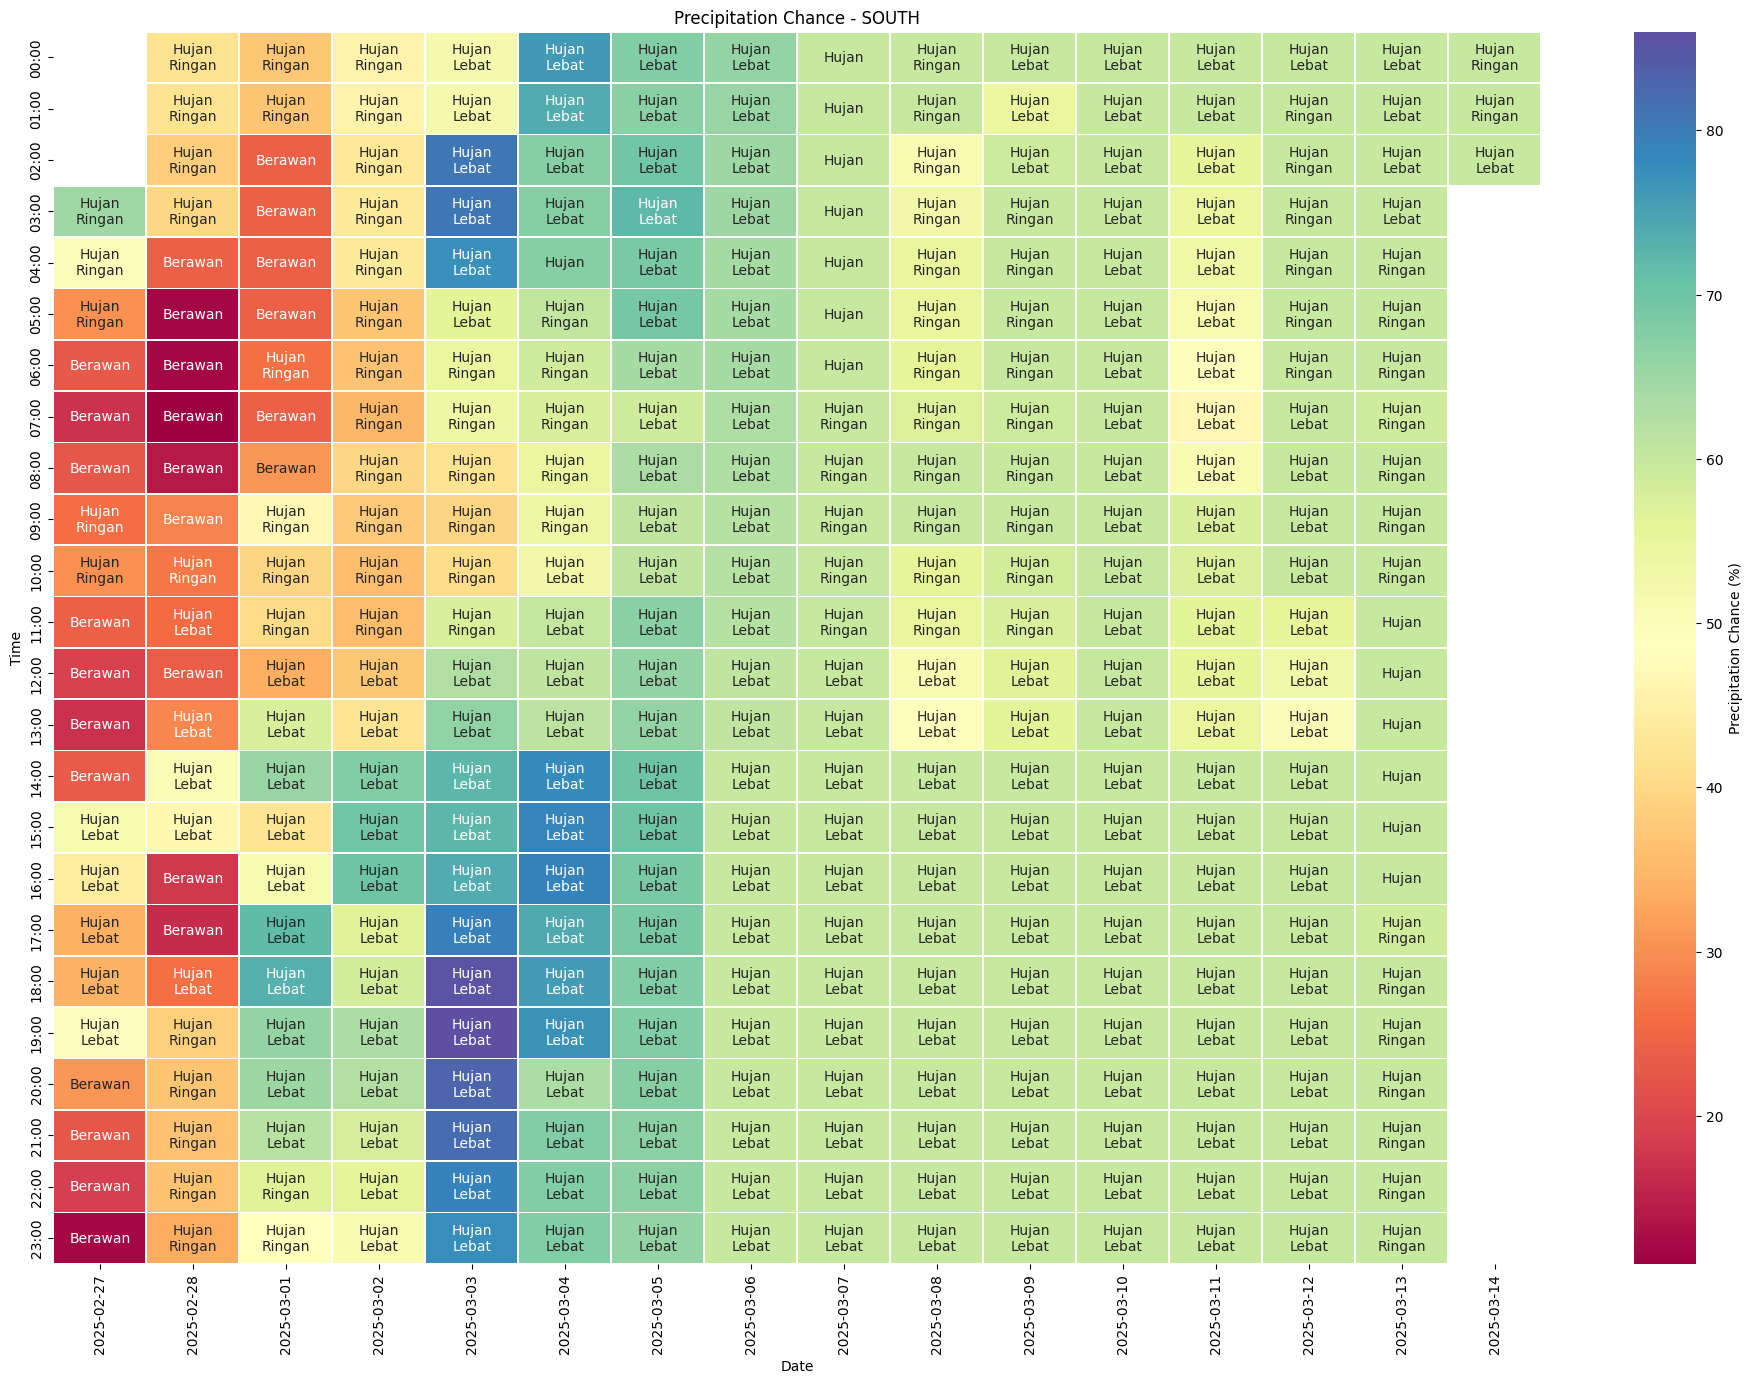 Precipitation Chance - SOUTH
00:00 Hujan Ringan Hujan Ringan Hujan Ringan Hujan Lebat Hujan Lebat Hujan Lebat Hujan Lebat Hujan Hujan Ringan Hujan Lebat Hujan Lebat Hujan Lebat Hujan Lebat Hujan Lebat Hujan Ringan
01:00 Hujan Ringan Hujan Ringan Hujan Ringan Hujan Lebat Hujan Lebat Hujan Lebat Hujan Lebat Hujan Hujan Ringan Hujan Lebat Hujan Lebat Hujan Lebat Hujan Ringan Hujan Lebat Hujan Ringan
02:00 Hujan Ringan Berawan Hujan Ringan Hujan Lebat Hujan Lebat Hujan Lebat Hujan Lebat Hujan Hujan Ringan Hujan Lebat Hujan Lebat Hujan Lebat Hujan Ringan Hujan Lebat Hujan Lebat
03:00 Hujan Ringan Hujan Ringan Berawan Hujan Ringan Hujan Lebat Hujan Lebat Hujan Lebat Hujan Lebat Hujan Hujan Ringan Hujan Ringan Hujan Lebat Hujan Lebat Hujan Ringan Hujan Lebat
04:00 Hujan Ringan Berawan Berawan Hujan Ringan Hujan Lebat Hujan Hujan Lebat Hujan Lebat Hujan Hujan Ringan Hujan Ringan Hujan Lebat Hujan Lebat Hujan Ringan Hujan Ringan
05:00 Hujan Ringan Berawan Berawan Hujan Ringan Hujan Lebat Hujan Ringan Hujan Lebat Hujan Lebat Hujan Hujan Ringan Hujan Ringan Hujan Lebat Hujan Lebat Hujan Ringan Hujan Ringan
06:00 Berawan Berawan Hujan Ringan Hujan Ringan Hujan Ringan Hujan Ringan Hujan Lebat Hujan Lebat Hujan Hujan Ringan Hujan Ringan Hujan Lebat Hujan Lebat Hujan Ringan Hujan Ringan
07:00 Berawan Berawan Berawan Hujan Ringan Hujan Ringan Hujan Ringan Hujan Lebat Hujan Lebat Hujan Ringan Hujan Ringan Hujan Ringan Hujan Lebat Hujan Lebat Hujan Lebat Hujan Ringan
08:00 Berawan Berawan Berawan Hujan Ringan Hujan Ringan Hujan Ringan Hujan Lebat Hujan Lebat Hujan Ringan Hujan Ringan Hujan Ringan Hujan Lebat Hujan Lebat Hujan Lebat Hujan Ringan
09:00 Hujan Ringan Berawan Hujan Ringan Hujan Ringan Hujan Ringan Hujan Ringan Hujan Lebat Hujan Lebat Hujan Ringan Hujan Ringan Hujan Ringan Hujan Lebat Hujan Lebat Hujan Lebat Hujan Ringan
10:00 Hujan Ringan Hujan Ringan Hujan Ringan Hujan Ringan Hujan Ringan Hujan Lebat Hujan Lebat Hujan Lebat Hujan Ringan Hujan Ringan Hujan Ringan Hujan Lebat Hujan Lebat Hujan Lebat Hujan Ringan
11:00 Berawan Hujan Lebat Hujan Ringan Hujan Ringan Hujan Ringan Hujan Lebat Hujan Lebat Hujan Lebat Hujan Ringan Hujan Ringan Hujan Ringan Hujan Lebat Hujan Lebat Hujan Lebat Hujan
12:00 Berawan Berawan Hujan Lebat Hujan Lebat Hujan Lebat Hujan Lebat Hujan Lebat Hujan Lebat Hujan Lebat Hujan Lebat Hujan Lebat Hujan Lebat Hujan Lebat Hujan Lebat Hujan
13:00 Berawan Hujan Lebat Hujan Lebat Hujan Lebat Hujan Lebat Hujan Lebat Hujan Lebat Hujan Lebat Hujan Lebat Hujan Lebat Hujan Lebat Hujan Lebat Hujan Lebat Hujan Lebat Hujan
14:00 Berawan Hujan Lebat Hujan Lebat Hujan Lebat Hujan Lebat Hujan Lebat Hujan Lebat Hujan Lebat Hujan Lebat Hujan Lebat Hujan Lebat Hujan Lebat Hujan Lebat Hujan Lebat Hujan
15:00 Hujan Lebat Hujan Lebat Hujan Lebat Hujan Lebat Hujan Lebat Hujan Lebat Hujan Lebat Hujan Lebat Hujan Lebat Hujan Lebat Hujan Lebat Hujan Lebat Hujan Lebat Hujan Lebat Hujan
16:00 Hujan Lebat Berawan Hujan Lebat Hujan Lebat Hujan Lebat Hujan Lebat Hujan Lebat Hujan Lebat Hujan Lebat Hujan Lebat Hujan Lebat Hujan Lebat Hujan Lebat Hujan Lebat Hujan
17:00 Hujan Lebat Berawan Hujan Lebat Hujan Lebat Hujan Lebat Hujan Lebat Hujan Lebat Hujan Lebat Hujan Lebat Hujan Lebat Hujan Lebat Hujan Lebat Hujan Lebat Hujan Lebat Hujan Ringan
18:00 Hujan Lebat Hujan Lebat Hujan Lebat Hujan Lebat Hujan Lebat Hujan Lebat Hujan Lebat Hujan Lebat Hujan Lebat Hujan Lebat Hujan Lebat Hujan Lebat Hujan Lebat Hujan Lebat Hujan Ringan
19:00 Hujan Lebat Hujan Ringan Hujan Lebat Hujan Lebat Hujan Lebat Hujan Lebat Hujan Lebat Hujan Lebat Hujan Lebat Hujan Lebat Hujan Lebat Hujan Lebat Hujan Lebat Hujan Lebat Hujan Ringan
20:00 Berawan Hujan Ringan Hujan Lebat Hujan Lebat Hujan Lebat Hujan Lebat Hujan Lebat Hujan Lebat Hujan Lebat Hujan Lebat Hujan Lebat Hujan Lebat Hujan Lebat Hujan Lebat Hujan Ringan
21:00 Berawan Hujan Ringan Hujan Lebat Hujan Lebat Hujan Lebat Hujan Lebat Hujan Lebat Hujan Lebat Hujan Lebat Hujan Lebat Hujan Lebat Hujan Lebat Hujan Lebat Hujan Lebat Hujan Ringan
22:00 Berawan Hujan Ringan Hujan Ringan Hujan Lebat Hujan Lebat Hujan Lebat Hujan Lebat Hujan Lebat Hujan Lebat Hujan Lebat Hujan Lebat Hujan Lebat Hujan Lebat Hujan Lebat Hujan Ringan
23:00 Berawan Hujan Ringan Hujan Ringan Hujan Lebat Hujan Lebat Hujan Lebat Hujan Lebat Hujan Lebat Hujan Lebat Hujan Lebat Hujan Lebat Hujan Lebat Hujan Lebat Hujan Lebat Hujan Ringan
Time
2025-02-27 2025-02-28 2025-03-01 2025-03-02 2025-03-03 2025-03-04 2025-03-05 2025-03-06 2025-03-07 2025-03-08 2025-03-09 2025-03-10 2025-03-11 2025-03-12 2025-03-13 2025-03-14
Date
80
70
60
50
40
30
20
Precipitation Chance (%)